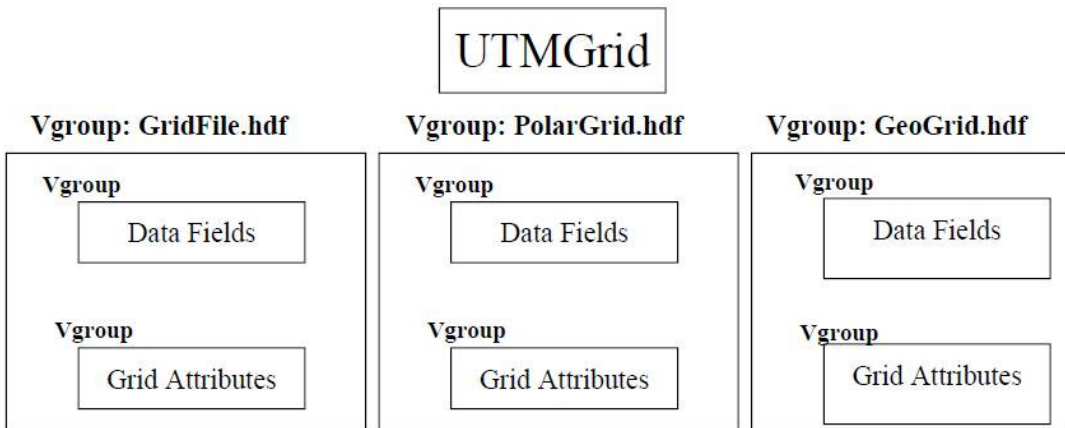 UTMGrid
Vgroup: GridFile.hdf
Vgroup: PolarGrid.hdf
Vgroup: GeoGrid.hdf
Vgroup
Data Fields
Vgroup
Grid Attributes
Vgroup
Data Fields
Vgroup
Grid Attributes
Vgroup
Data Fields
Vgroup
Grid Attributes